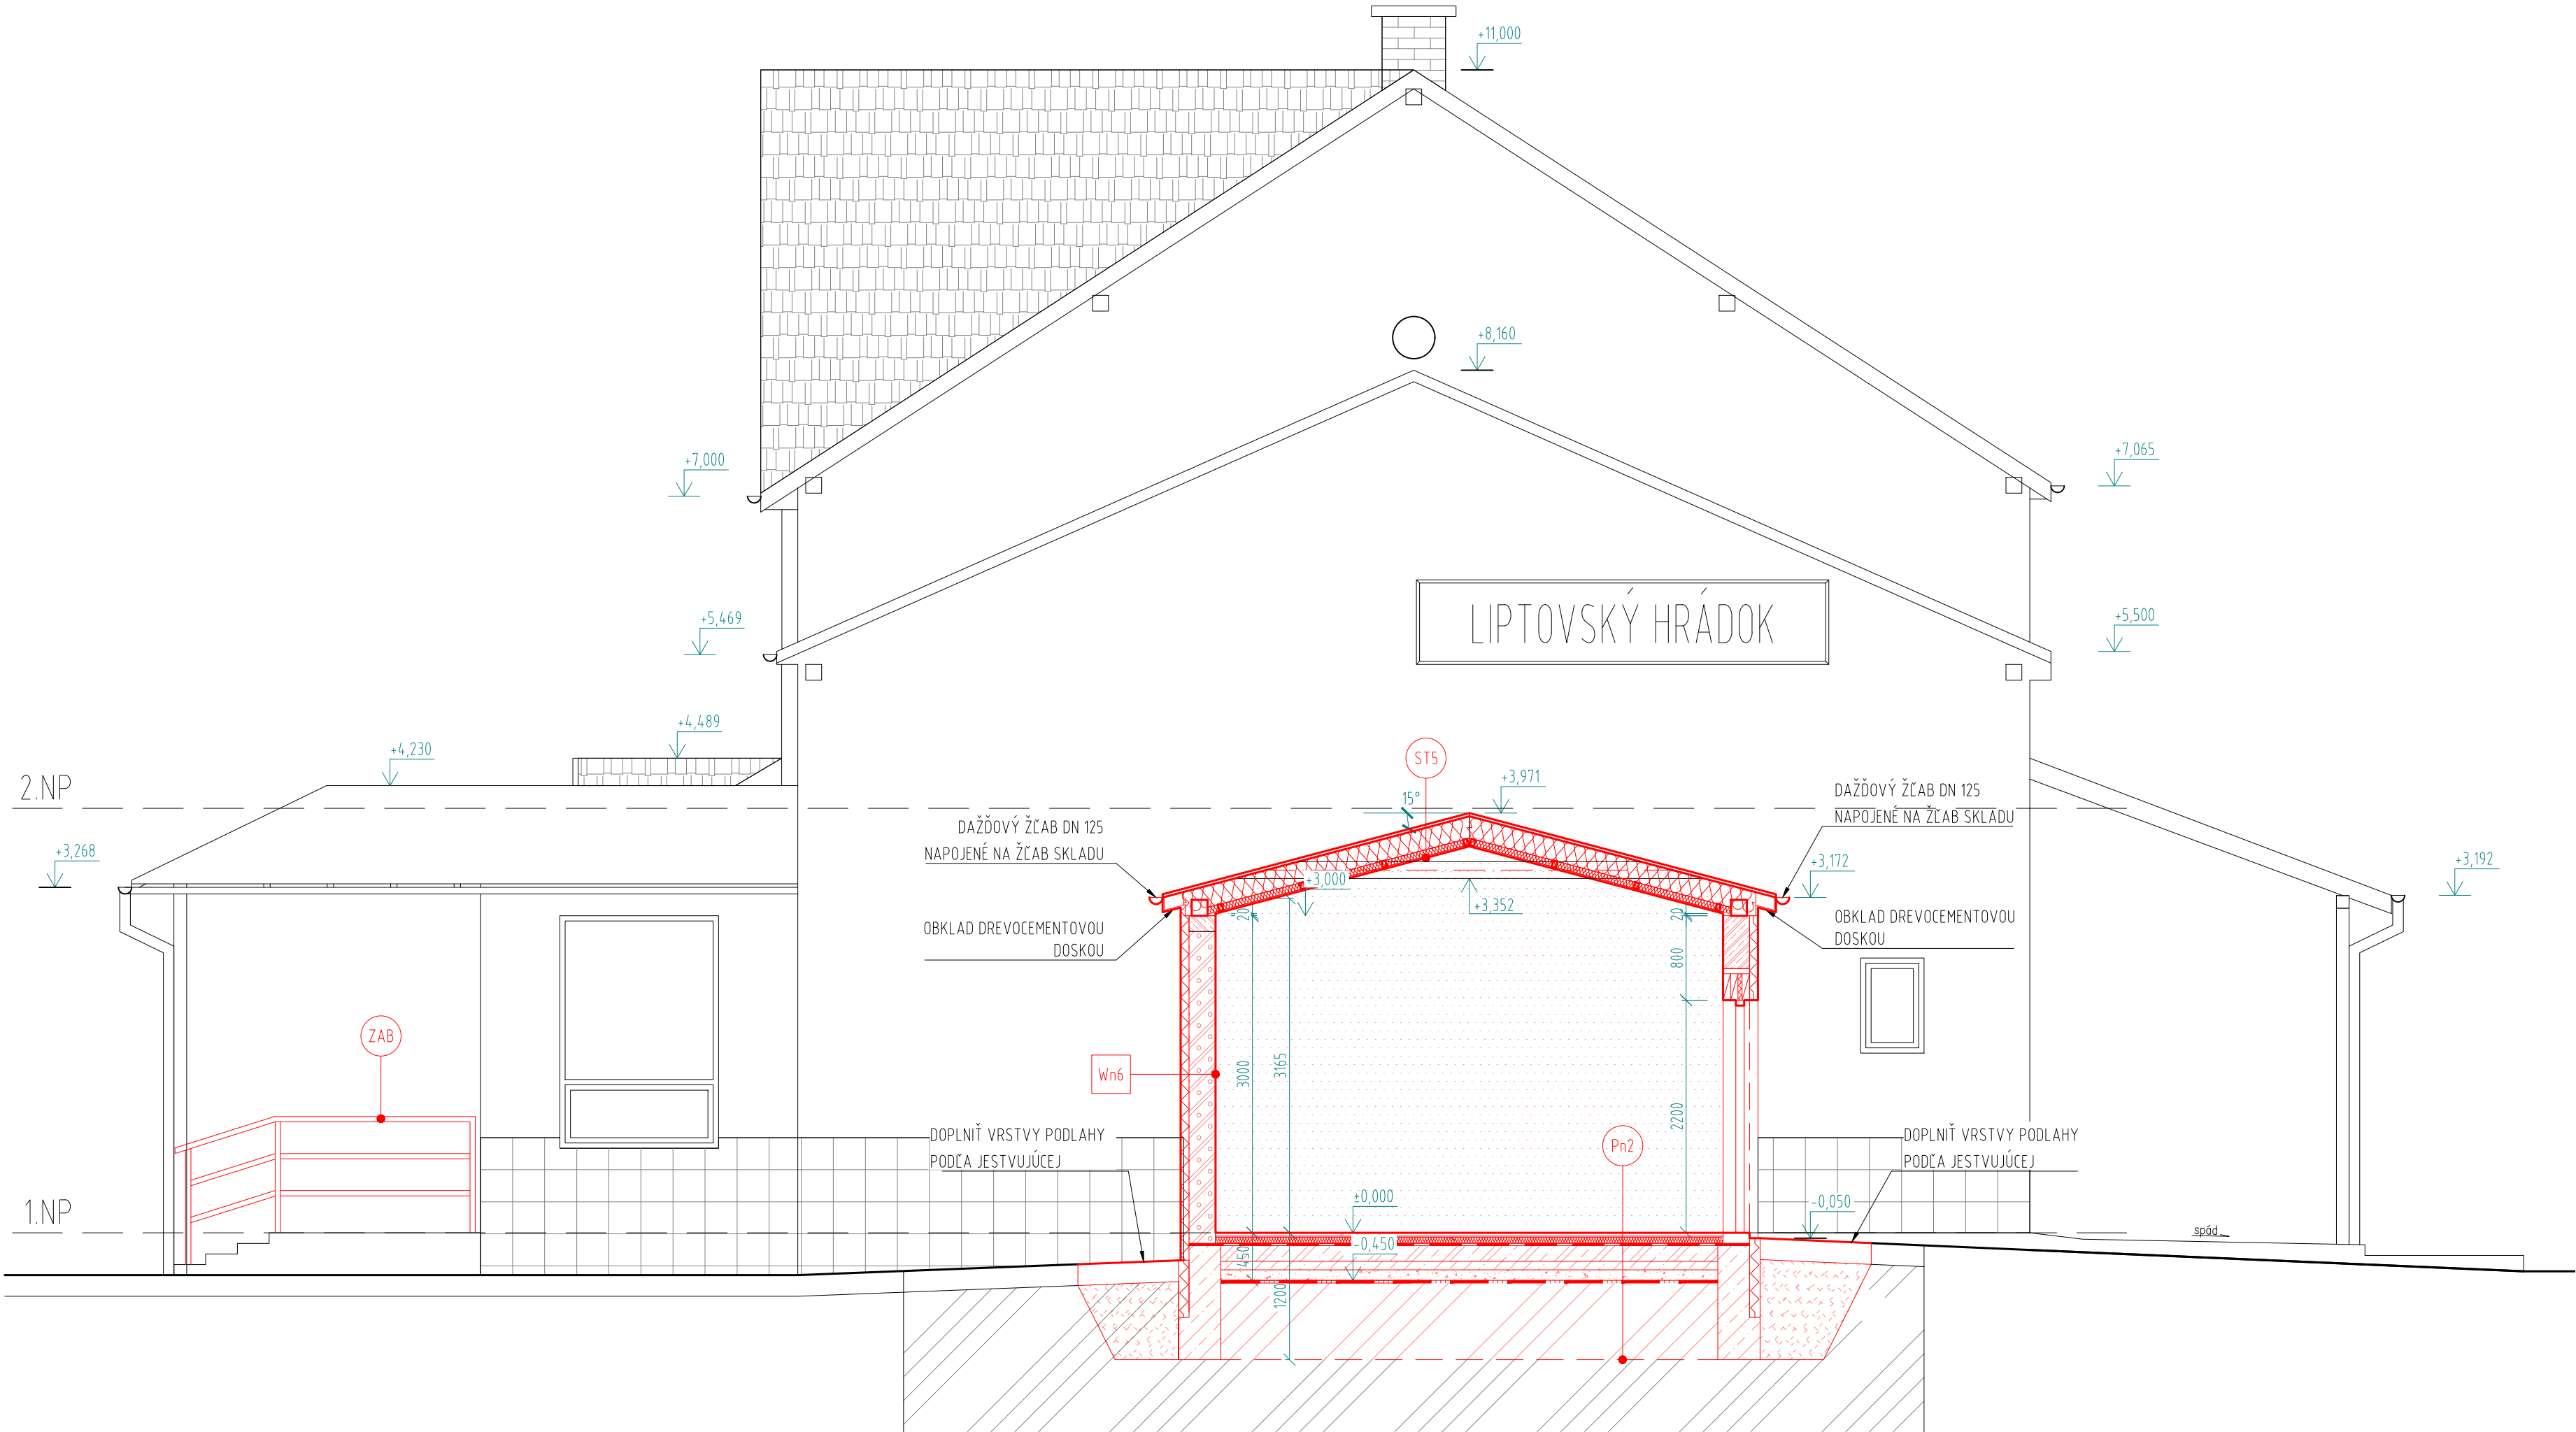 +11,000
+8,160
+7,000
+7,065
LIPTOVSKÝ HRÁDOK
+5,469
+5,500
+4,489
+4,230
2.NP
ST5
+3,971
15°
DAŽĎOVÝ ŽĽAB DN 125
NAPOJENÉ NA ŽĽAB SKLADU
DAŽĎOVÝ ŽĽAB DN 125
NAPOJENÉ NA ŽĽAB SKLADU
+3,268
+3,172
+3,192
+3,000
+3,352
20
20
OBKLAD DREVOCEMENTOVOU
DOSKOU
OBKLAD DREVOCEMENTOVOU
DOSKOU
800
ZAB
Wn6
3000
3165
2200
DOPLNIŤ VRSTVY PODLAHY
PODĽA JESTVUJÚCEJ
Pn2
DOPLNIŤ VRSTVY PODLAHY
PODĽA JESTVUJÚCEJ
1.NP
±0,000
-0,050
spád
-0,450
450
1200